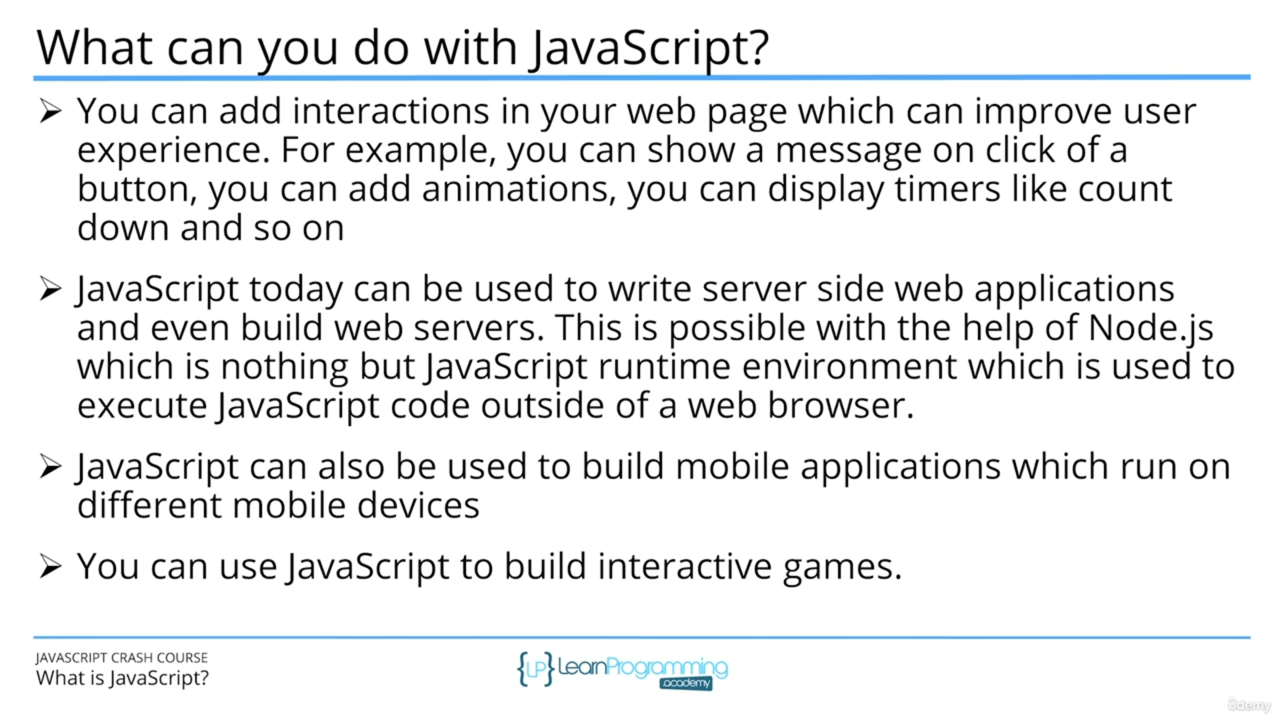 What can you do with JavaScript?
➢ You can add interactions in your web page which can improve user
experience. For example, you can show a message on click of a
button, you can add animations, you can display timers like count
down and so on
➢ JavaScript today can be used to write server side web applications
and even build web servers. This is possible with the help of Node.js
which is nothing but JavaScript runtime environment which is used to
execute JavaScript code outside of a web browser.
➢ JavaScript can also be used to build mobile applications which run on
different mobile devices
➢ You can use JavaScript to build interactive games.
JAVASCRIPT CRASH COURSE
What is JavaScript?
{LP} LearnProgramming
.academy
ûdemy